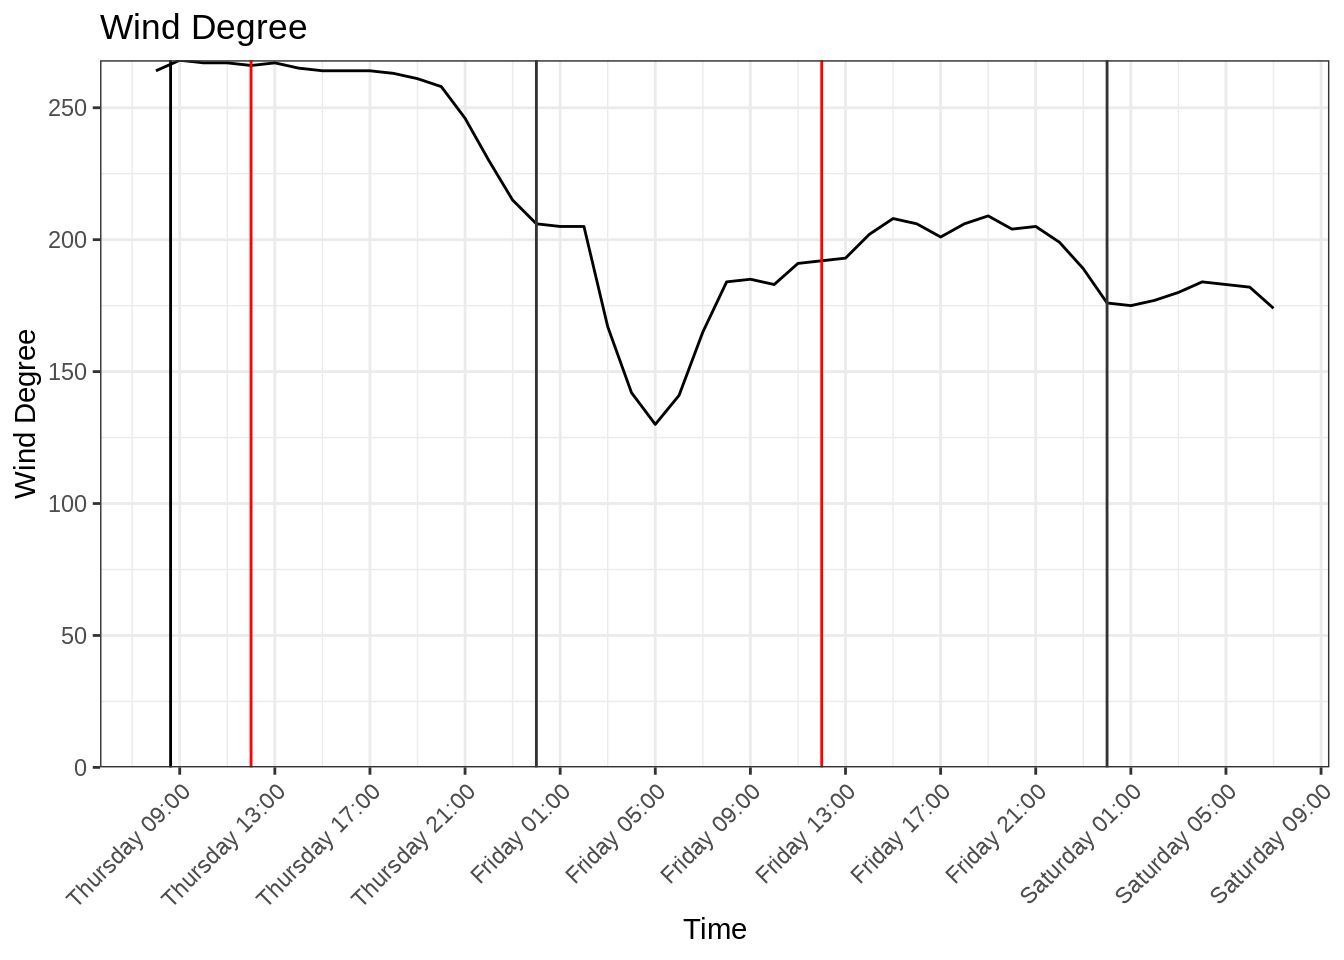 Wind Degree
Wind Degree
250
200
150
100
50
0
Thursday 09:00
Thursday 13:00
Thursday 17:00
Thursday 21:00
Friday 01:00
Friday 05:00
Friday 09:00
Friday 13:00
Friday 17:00
Friday 21:00
Saturday 01:00
Saturday 05:00
Saturday 09:00
Time